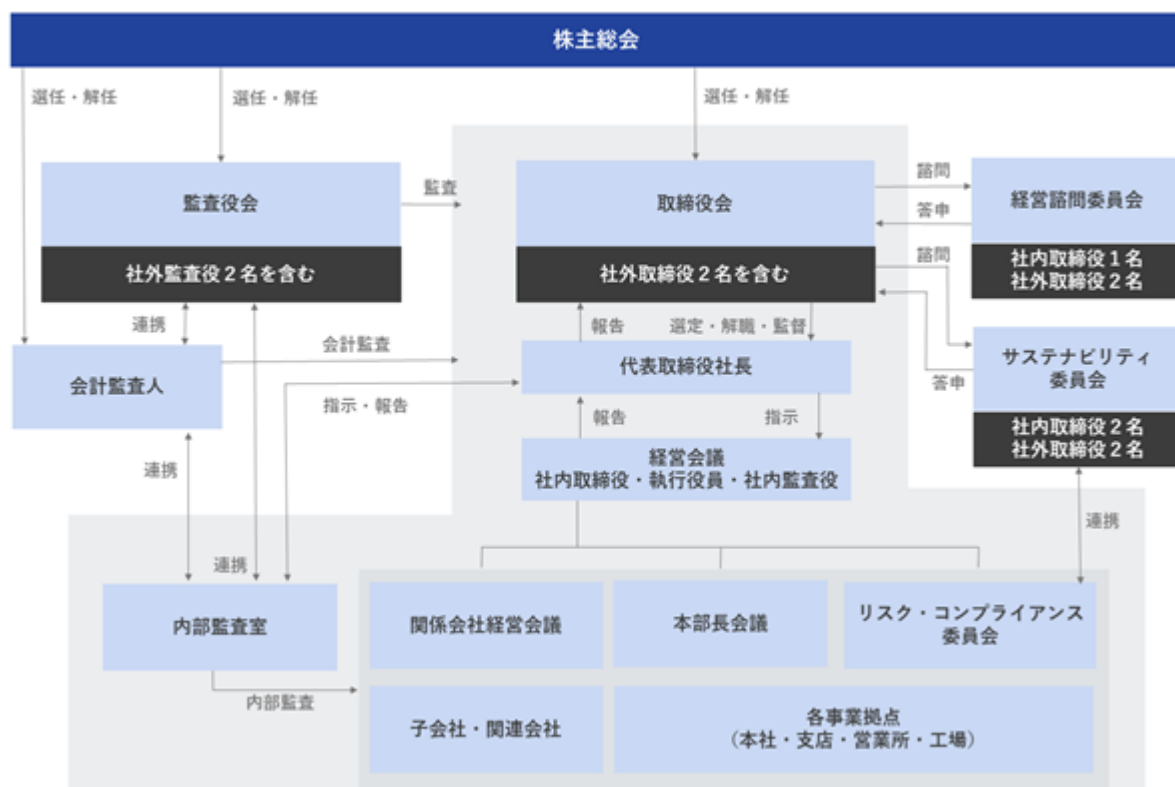 株主総会
選任・解任
選任・解任
選任・解任
監査役会
社外監査役2名を含む
監査
取締役会
社外取締役2名を含む
諮問
答申
経営諮問委員会
社内取締役1名
社外取締役2名
諮問
答申
サステナビリティ
委員会
社内取締役2名
社外取締役2名
連携
会計監査人
会計監査
報告
選定・解職・監督
代表取締役社長
指示・報告
報告
指示
経営会議
社内取締役・執行役員・社内監査役
連携
連携
連携
内部監査室
内部監査
関係会社経営会議
本部長会議
リスク・コンプライアンス
委員会
子会社・関連会社
各事業拠点
（本社・支店・営業所・工場）